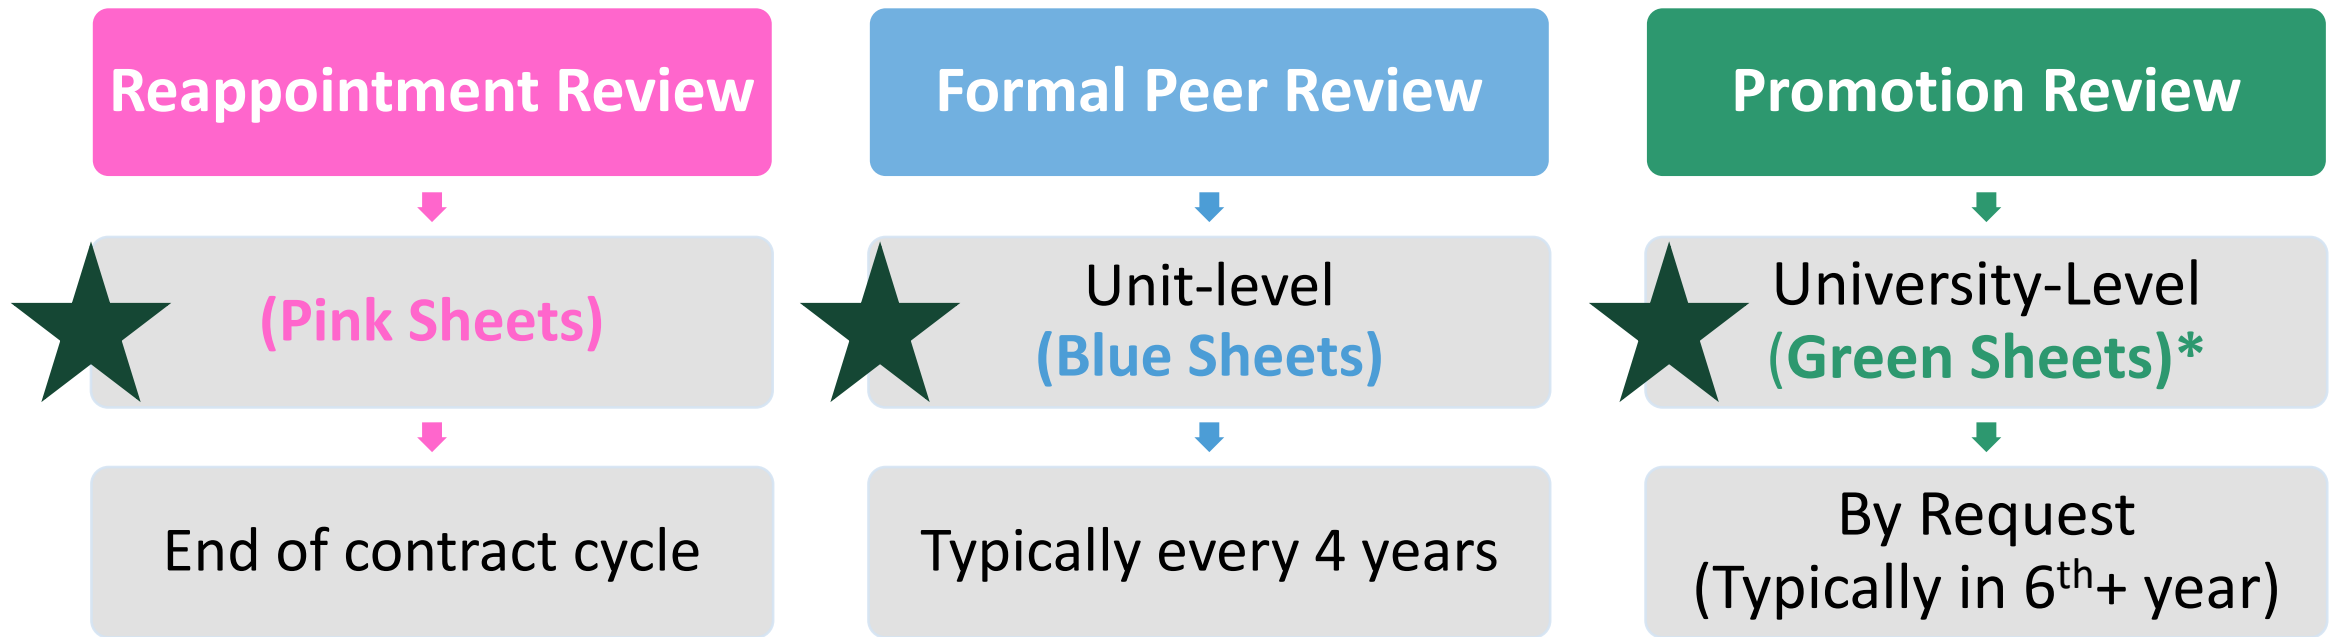 Reappointment Review
(Pink Sheets)
End of contract cycle
Formal Peer Review
Unit-level
(Blue Sheets)
Typically every 4 years
Promotion Review
University-Level
(Green Sheets)*
By Request
(Typically in 6th+ year)